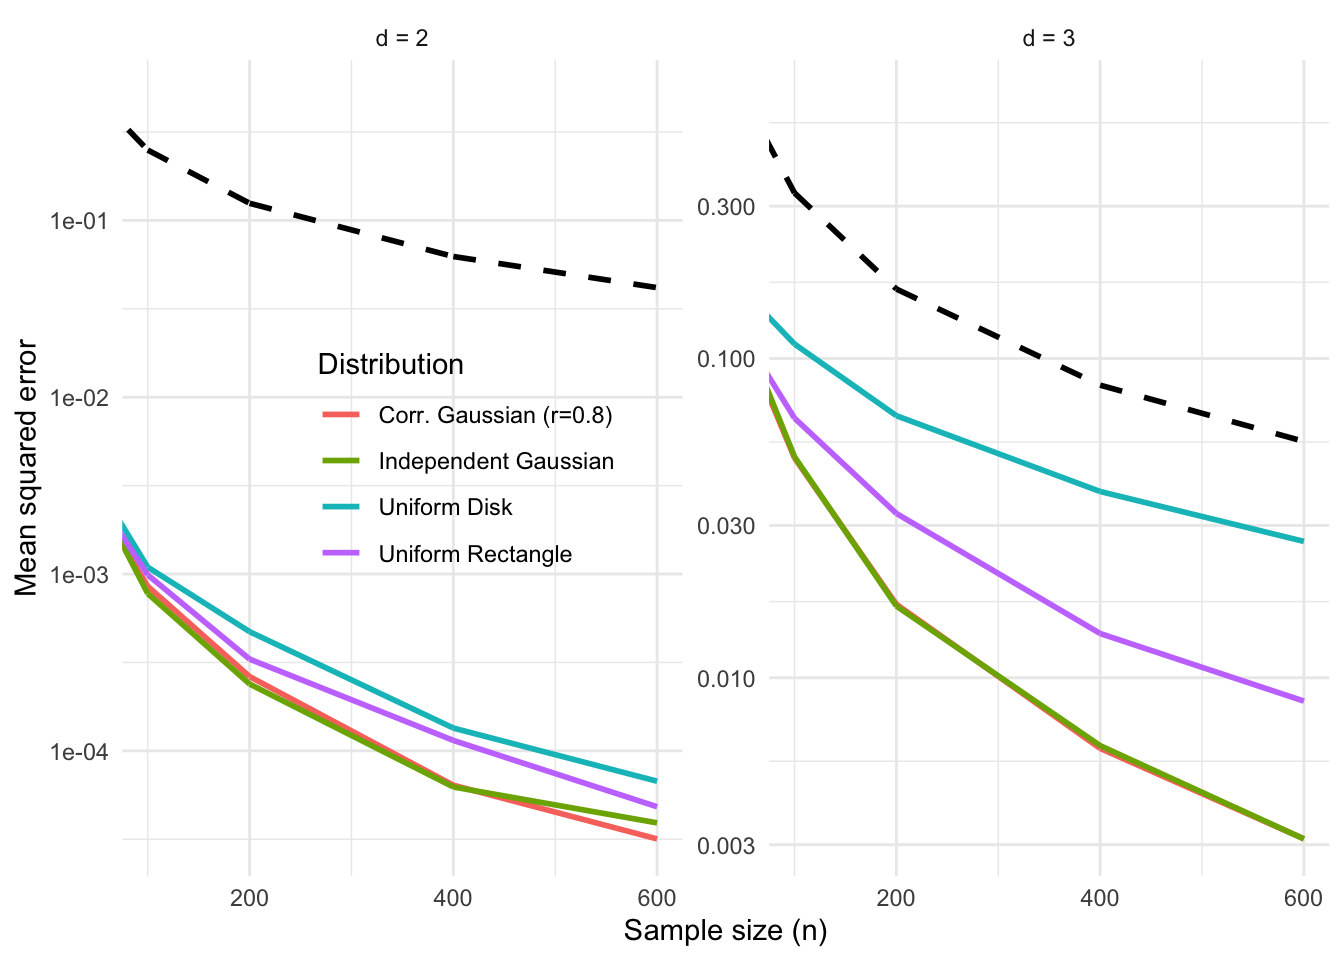 d = 2
d = 3
Mean squared error
1e-01
1e-02
1e-03
1e-04
Distribution
Corr. Gaussian (r=0.8)
Independent Gaussian
Uniform Disk
Uniform Rectangle
200
400
600
0.300
0.100
0.030
0.010
0.003
200
400
600
Sample size (n)